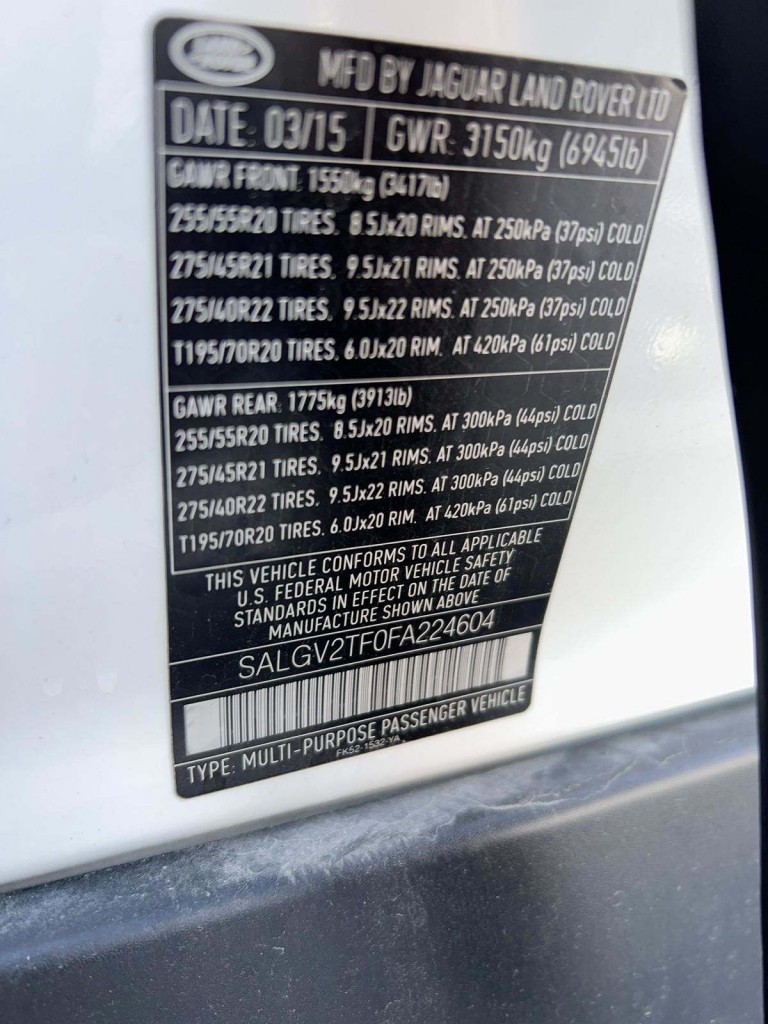 MFD BY JAGUAR LAND ROVER LTD
DATE: 03/15 GWR: 3150kg (6945lb)
GAWR FRONT: 1550kg (3417lb)
255/55R20 TIRES, 8.5Jx20 RIMS, AT 250kPa (37psi) COLD
275/45R21 TIRES, 9.5Jx21 RIMS, AT 250kPa (37psi) COLD
275/40R22 TIRES, 9.5Jx22 RIMS, AT 250kPa (37psi) COLD
T195/70R20 TIRES, 6.0Jx20 RIM, AT 420kPa (61psi) COLD
GAWR REAR: 1775kg (3913lb)
255/55R20 TIRES, 8.5Jx20 RIMS, AT 300kPa (44psi) COLD
275/45R21 TIRES, 9.5Jx21 RIMS, AT 300kPa (44psi) COLD
275/40R22 TIRES, 9.5Jx22 RIMS, AT 300kPa (44psi) COLD
T195/70R20 TIRES, 6.0Jx20 RIM, AT 420kPa (61psi) COLD
THIS VEHICLE CONFORMS TO ALL APPLICABLE
U.S. FEDERAL MOTOR VEHICLE SAFETY
STANDARDS IN EFFECT ON THE DATE OF
MANUFACTURE SHOWN ABOVE
SALGV2TF0FA224604
TYPE: MULTI-PURPOSE PASSENGER VEHICLE
FK52-1532-YA